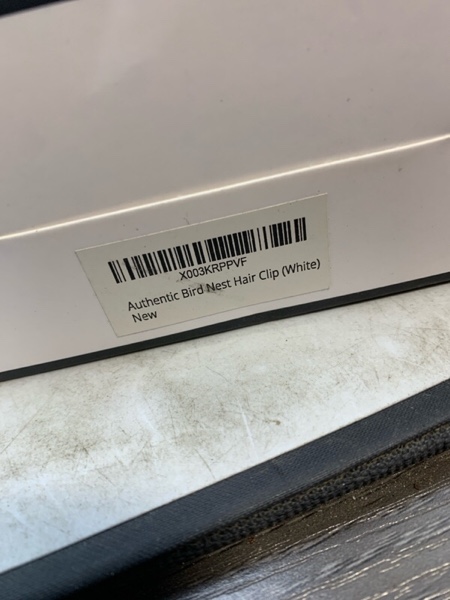 X003KRPPVF
Authentic Bird Nest Hair Clip (White)
New